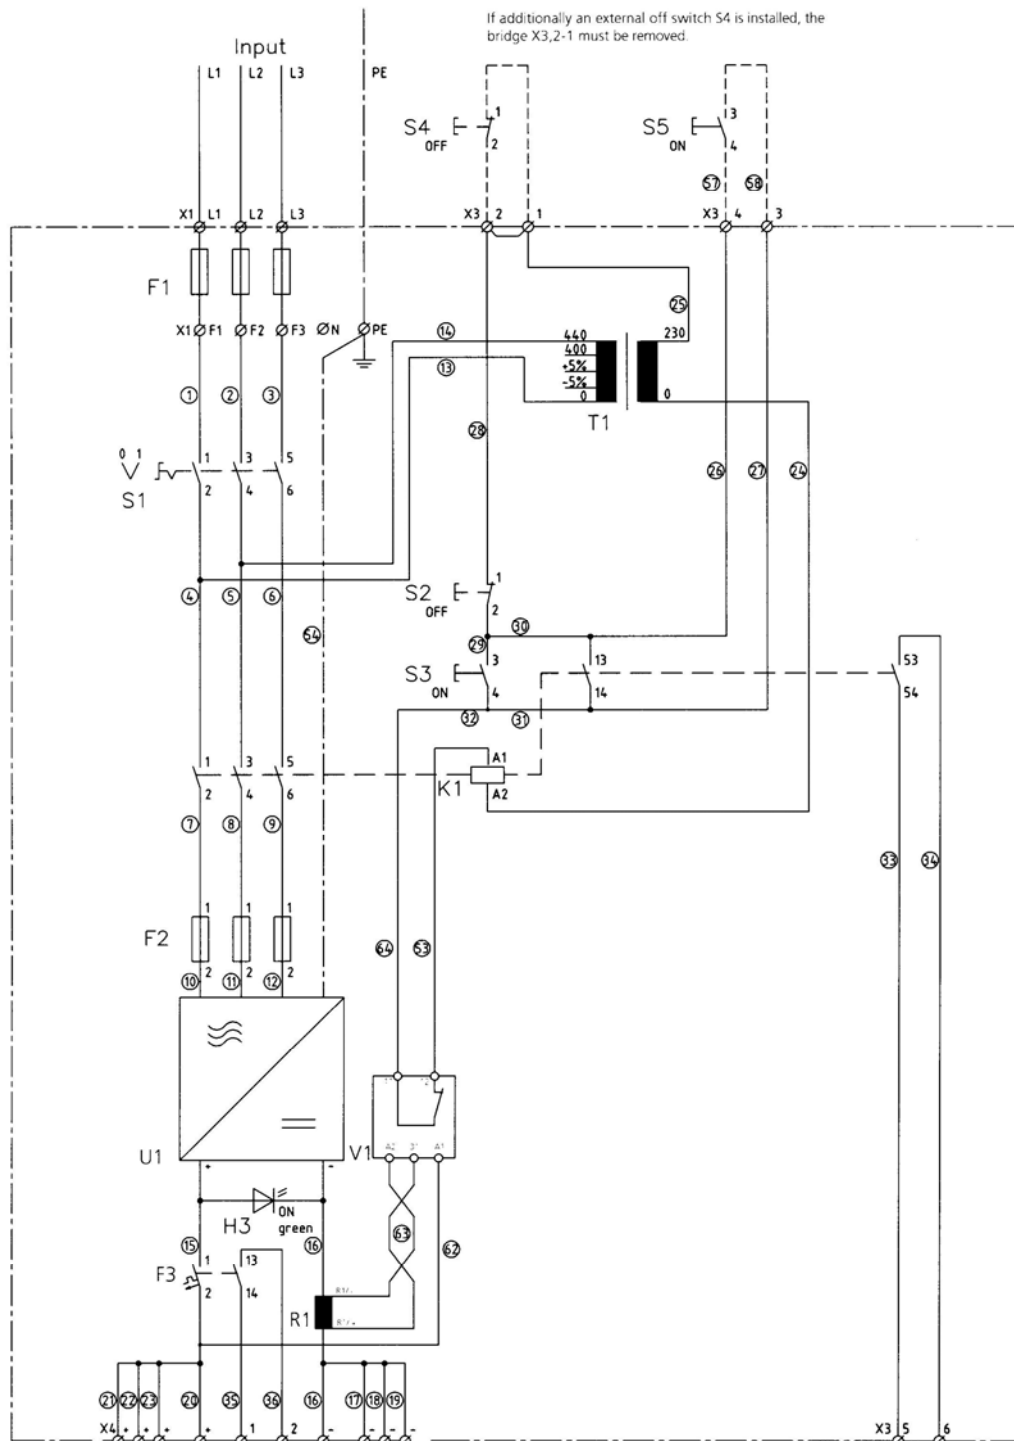 If additionally an external off switch S4 is installed, the
bridge X3,2-1 must be removed.
Input
L1 L2 L3 PE
S4 OFF 1 2
S5 ON 3 4
57 58
X1 L1 L2 L3
X3 2 1
X3 4 3
F1
25
X1 F1 F2 F3 N PE
14
13
440
400
+5%
-5%
0
230
0
T1
1 2 3
28
26 27 24
0 1
S1
1 2
3 4
5 6
4 5 6
54
S2 OFF 1 2
29 30
S3 ON 3 4
13 14
53 54
32 31
1 2
3 4
5 6
K1 A1 A2
7 8 9
33 34
F2
1 2
1 2
1 2
64 53
10 11 12
U1
+ -
V1
A2 31 A1
H3
ON
green
63 62
15 16
F3
1 2
13 14
R1
R1/-
R1/+
21 22 23 20 35 36 16 17 18 19
X4 + + + + 1 2 - - - -
X3 5 6